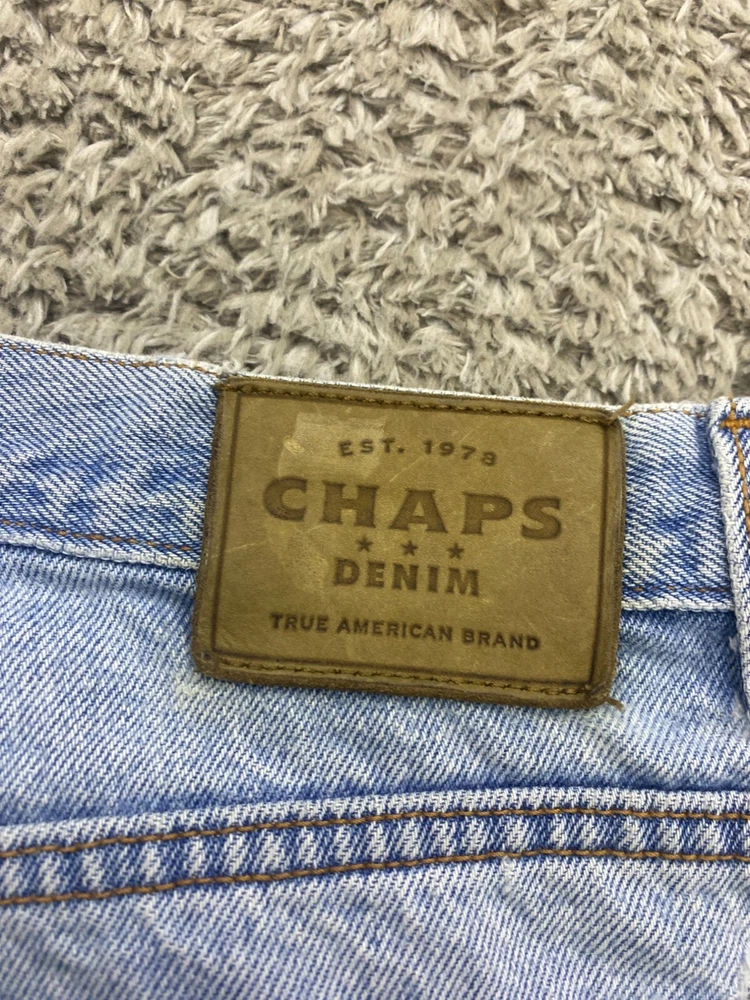 EST. 1978
CHAPS
★ ★ ★
DENIM
TRUE AMERICAN BRAND